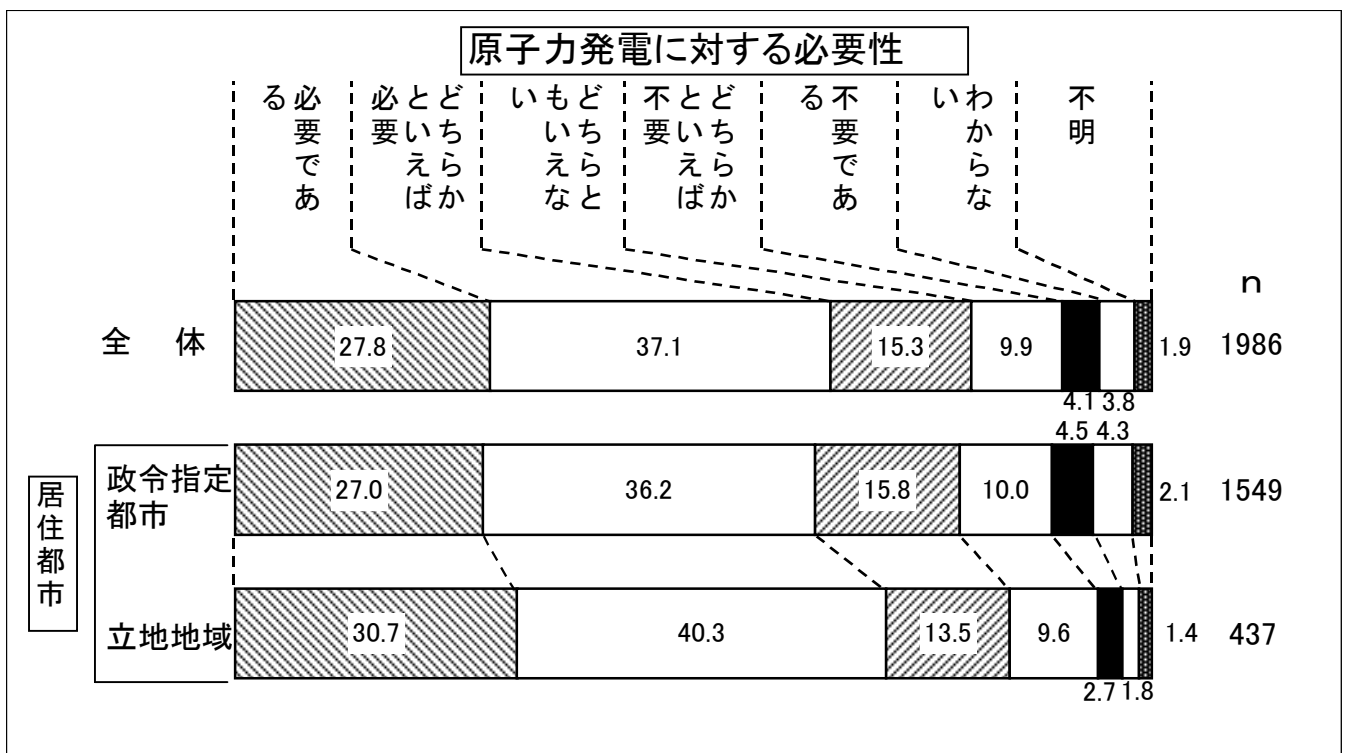 原子力発電に対する必要性
必要であ
る
どちらか
といえば
必要
どちらと
もいえな
い
どちらか
といえば
不要
不要であ
る
わからな
い
不明
n
全 体
27.8
37.1
15.3
9.9
4.1
3.8
1.9
1986
居住都市
政令指定
都市
27.0
36.2
15.8
10.0
4.5
4.3
2.1
1549
立地地域
30.7
40.3
13.5
9.6
2.7
1.8
1.4
437